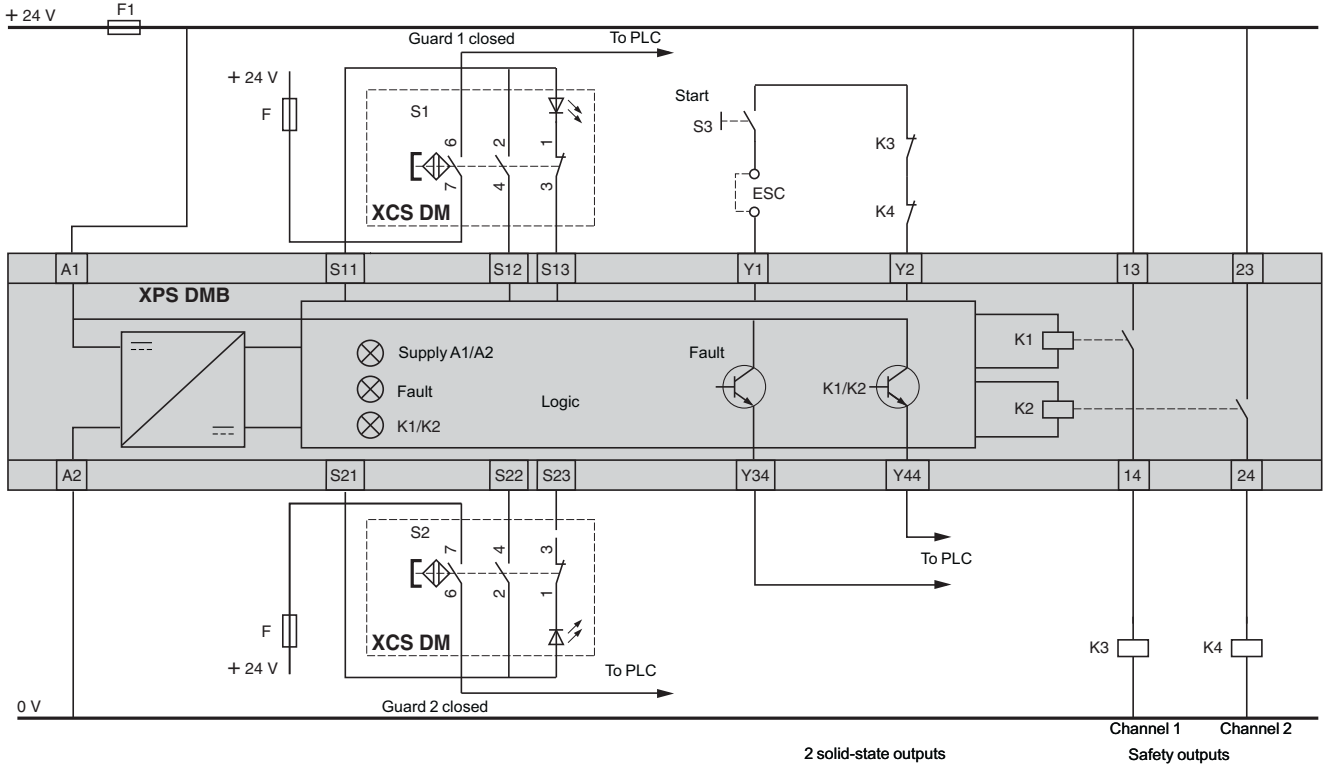 + 24 V
F1
Guard 1 closed
To PLC
+ 24 V
F
S1
6
2
1
7
4
3
XCS DM
Start
S3
ESC
K3
K4
A1
S11
S12
S13
Y1
Y2
13
23
XPS DMB
Supply A1/A2
Fault
K1/K2
Logic
Fault
K1/K2
K1
K2
A2
S21
S22
S23
Y34
Y44
14
24
S2
7
4
3
6
2
1
XCS DM
F
+ 24 V
To PLC
To PLC
K3
K4
0 V
Guard 2 closed
Channel 1
Channel 2
2 solid-state outputs
Safety outputs